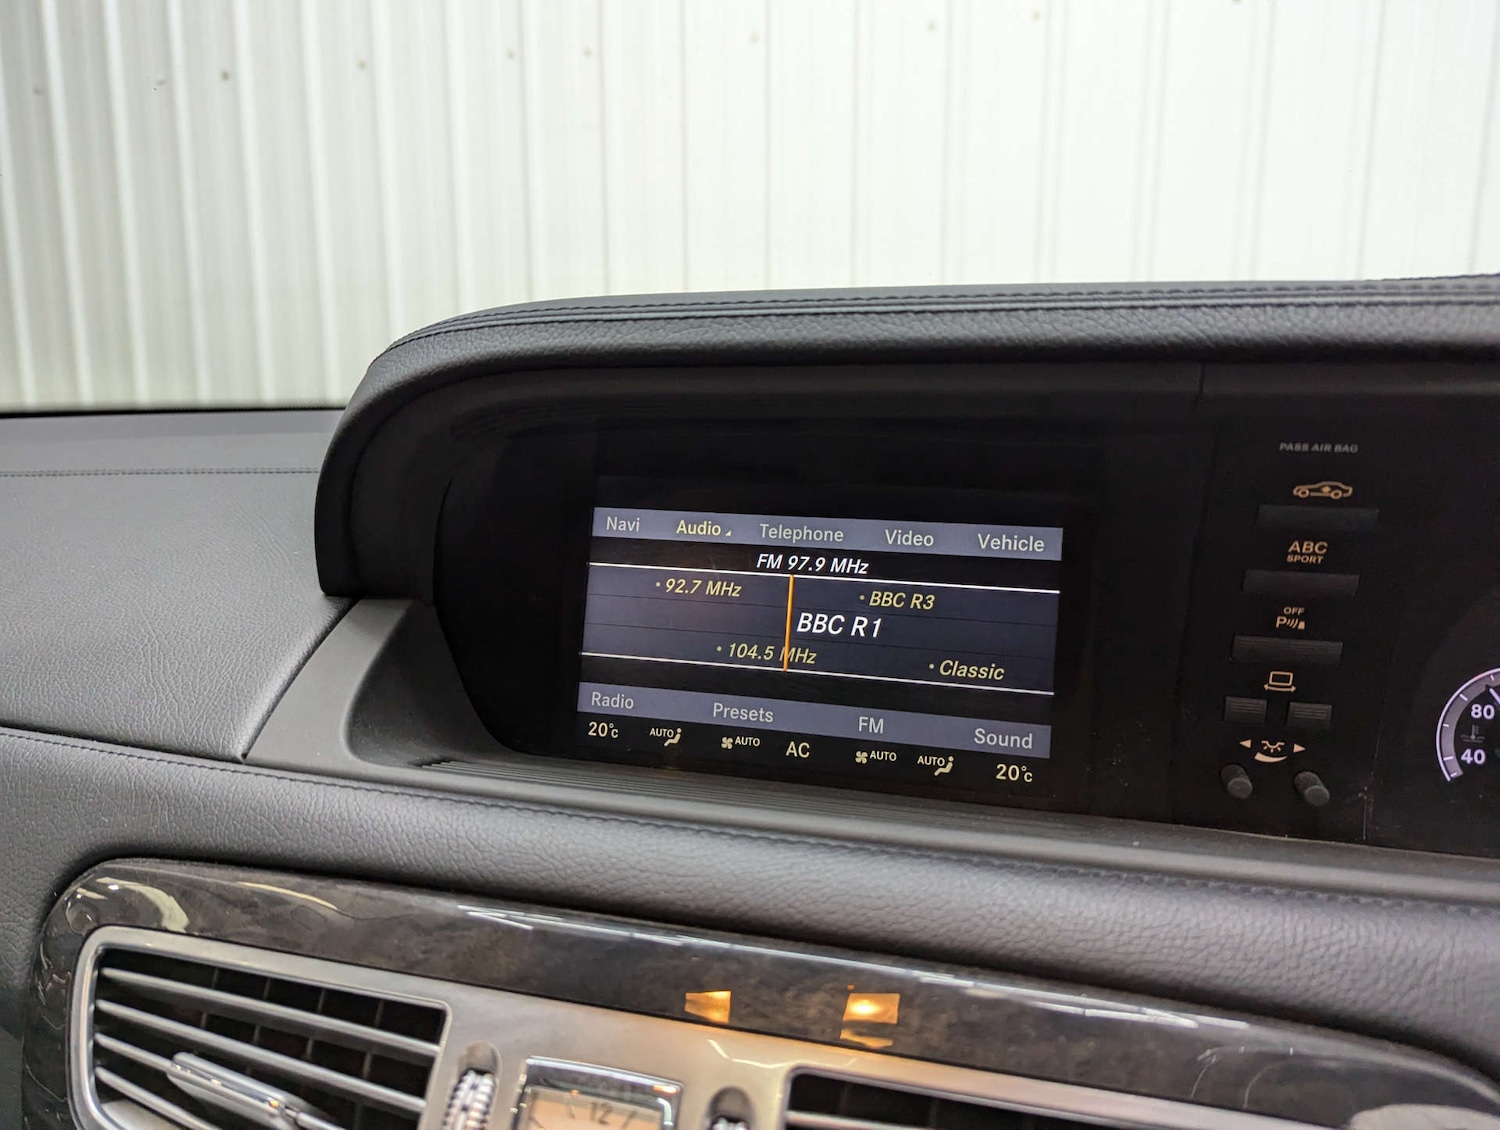 PASS AIR BAG
ABC
SPORT
OFF
P
Navi Audio Telephone Video Vehicle
FM 97.9 MHz
92.7 MHz BBC R3
BBC R1
104.5 MHz Classic
Radio Presets FM Sound
20°C AUTO AUTO AC AUTO AUTO 20°C
80
40
12